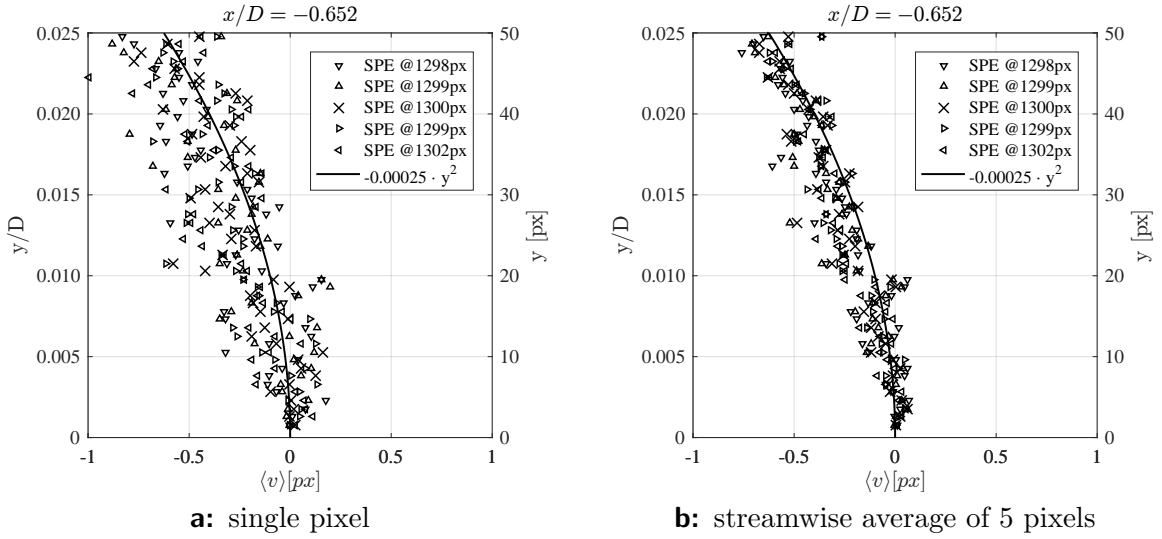 x/D = −0.652
0.025
0.020
0.015
0.010
0.005
0
y/D
50
40
30
20
10
0
y [px]
-1
-0.5
0
0.5
1
⟨v⟩[px]
SPE @1298px
SPE @1299px
SPE @1300px
SPE @1299px
SPE @1302px
-0.00025 · y²
a: single pixel
x/D = −0.652
0.025
0.020
0.015
0.010
0.005
0
y/D
50
40
30
20
10
0
y [px]
-1
-0.5
0
0.5
1
⟨v⟩[px]
SPE @1298px
SPE @1299px
SPE @1300px
SPE @1299px
SPE @1302px
-0.00025 · y²
b: streamwise average of 5 pixels